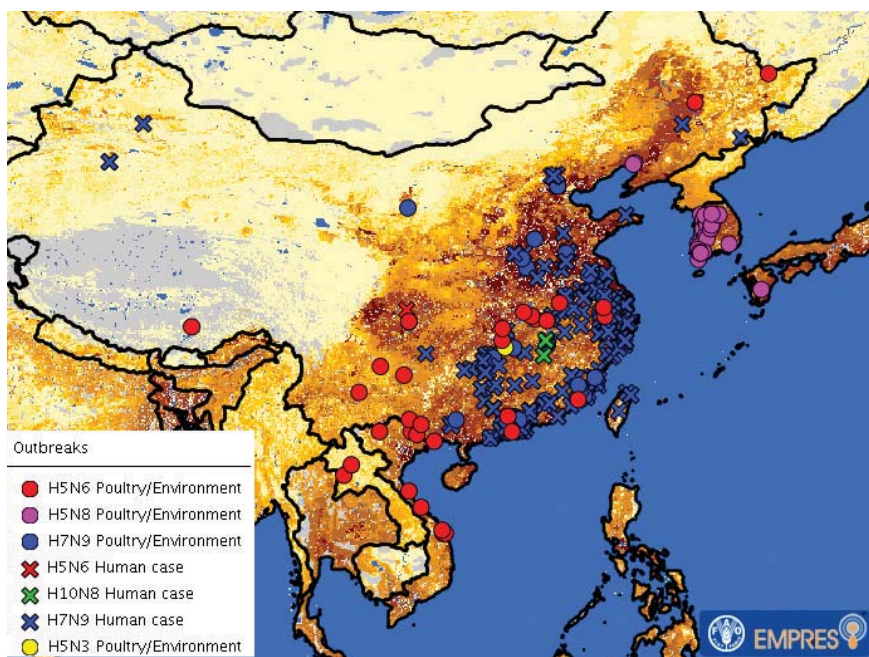 Outbreaks
H5N6 Poultry/Environment
H5N8 Poultry/Environment
H7N9 Poultry/Environment
H5N6 Human case
H10N8 Human case
H7N9 Human case
H5N3 Poultry/Environment
FAO
EMPRES